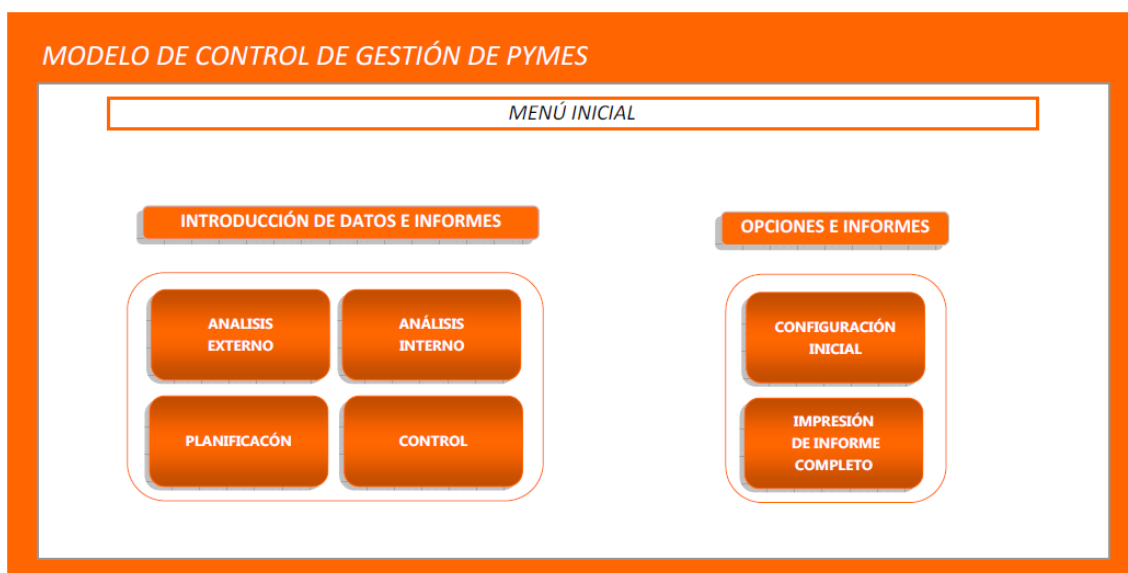 MODELO DE CONTROL DE GESTIÓN DE PYMES
MENÚ INICIAL
INTRODUCCIÓN DE DATOS E INFORMES
ANALISIS
EXTERNO
ANÁLISIS
INTERNO
PLANIFICACÓN
CONTROL
OPCIONES E INFORMES
CONFIGURACIÓN
INICIAL
IMPRESIÓN
DE INFORME
COMPLETO